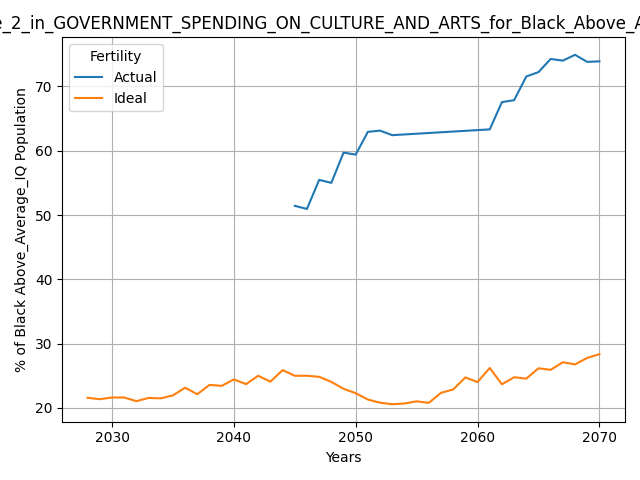 _2_in_GOVERNMENT_SPENDING_ON_CULTURE_AND_ARTS_for_Black_Above_A
Fertility
Actual
Ideal
% of Black Above_Average_IQ Population
70
60
50
40
30
20
2030 2040 2050 2060 2070
Years